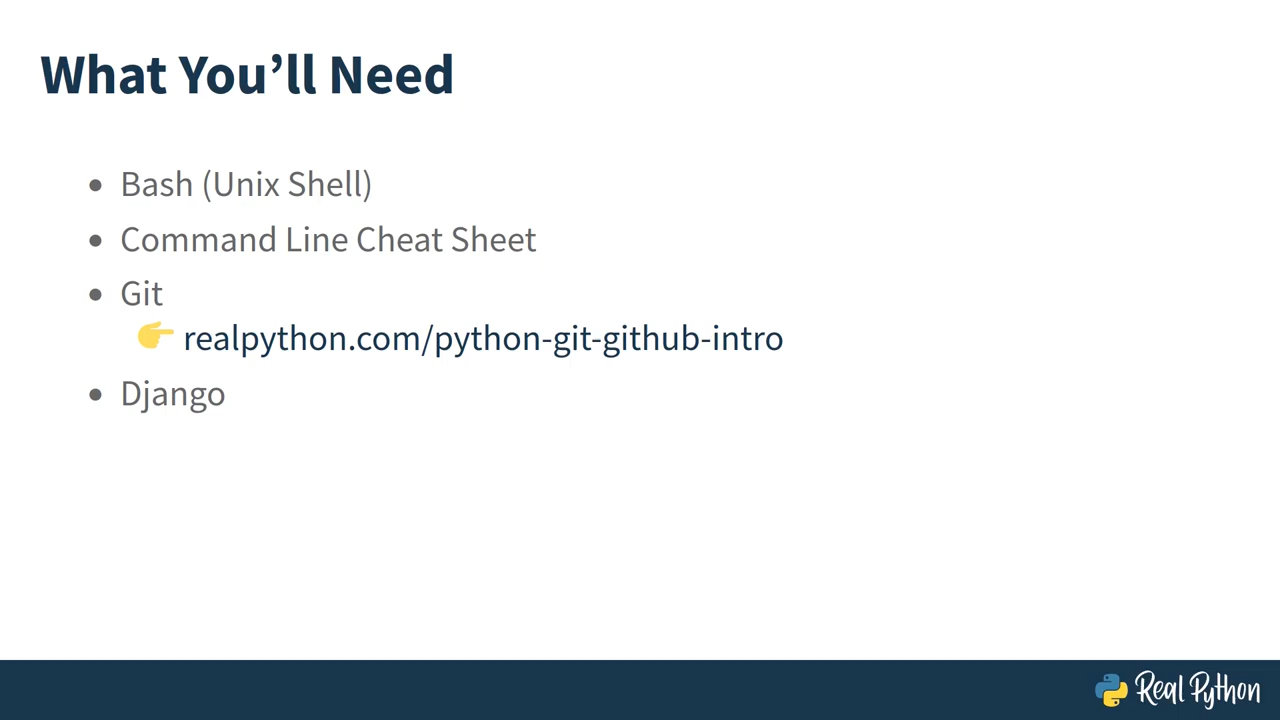 What You’ll Need
• Bash (Unix Shell)
• Command Line Cheat Sheet
• Git
👉 realpython.com/python-git-github-intro
• Django
Real Python